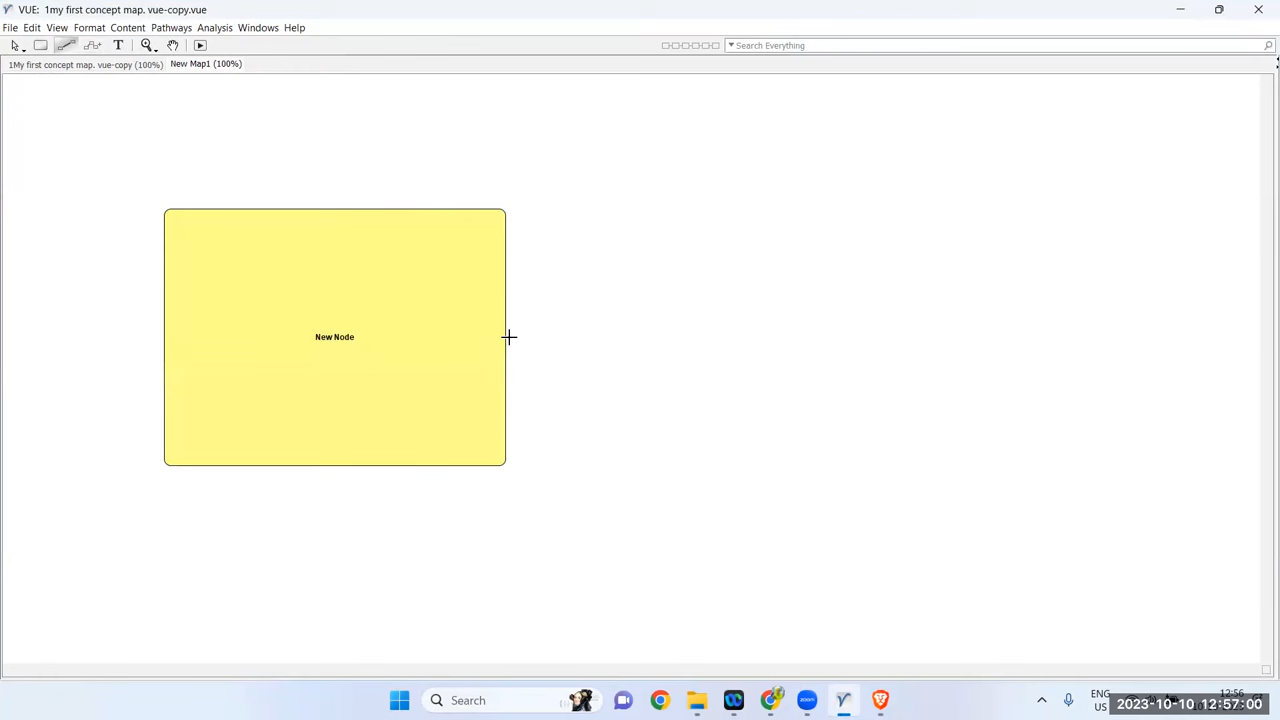 VUE: 1my first concept map. vue-copy.vue
File Edit View Format Content Pathways Analysis Windows Help
T Search Everything
1My first concept map. vue-copy (100%) New Map1 (100%)
New Node
Search
zoom
ENG
US
12:56
2023-10-10 12:57:00